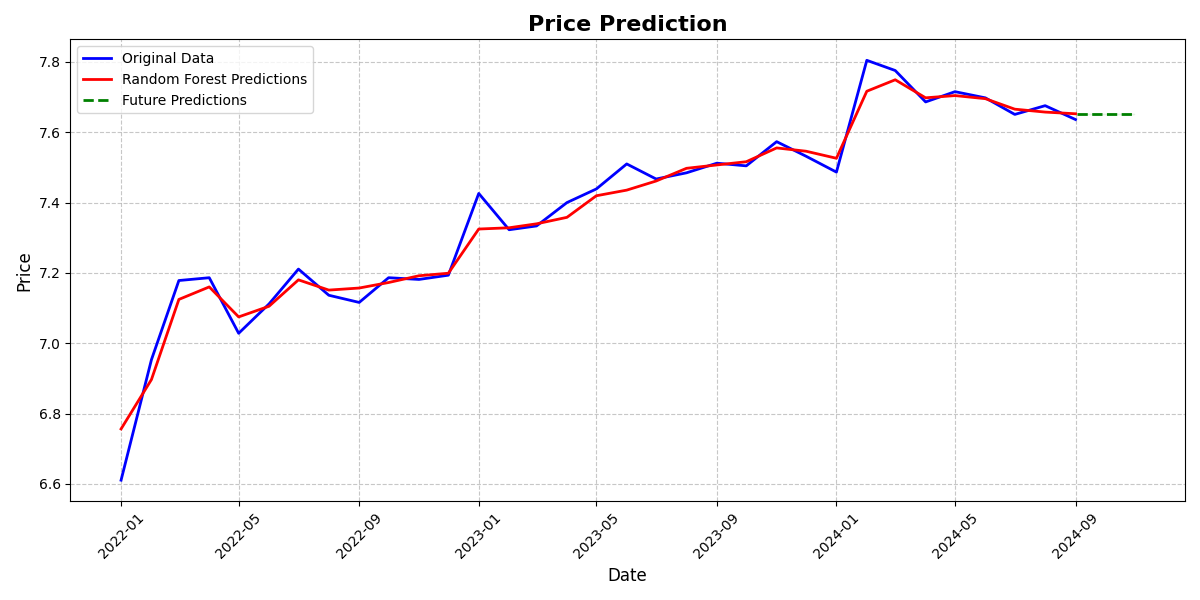 Price Prediction
Original Data
Random Forest Predictions
Future Predictions
Price
7.8
7.6
7.4
7.2
7.0
6.8
6.6
2022-01
2022-05
2022-09
2023-01
2023-05
2023-09
2024-01
2024-05
2024-09
Date